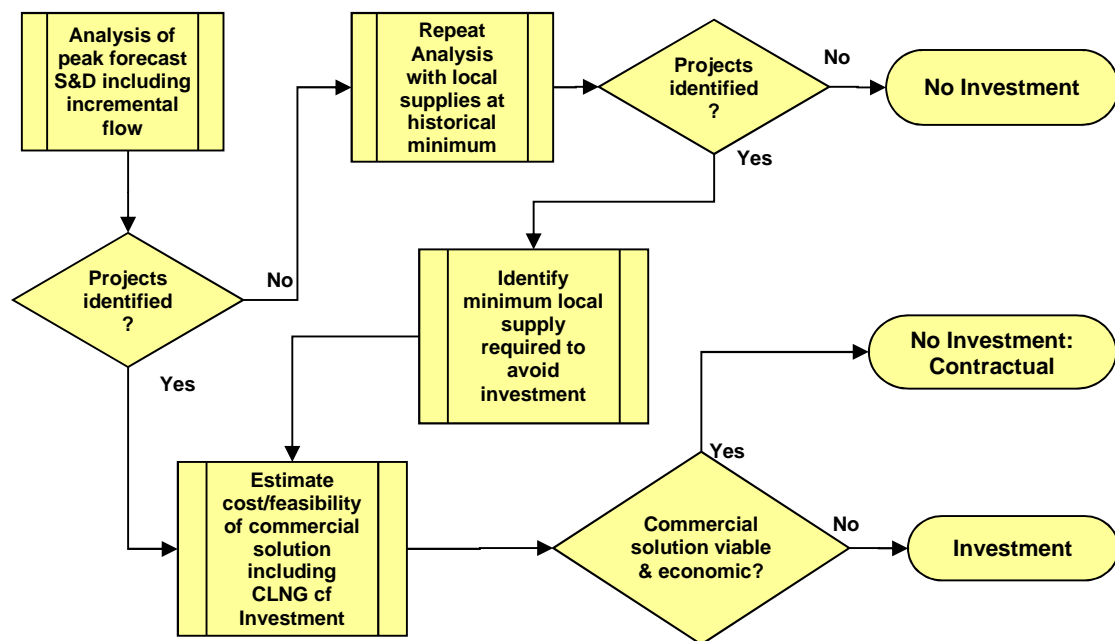 Analysis of
peak forecast
S&D including
incremental
flow
Repeat
Analysis
with local
supplies at
historical
minimum
Projects
identified
?
No
No Investment
Yes
Projects
identified
?
No
Yes
Identify
minimum local
supply
required to
avoid
investment
No Investment:
Contractual
Estimate
cost/feasibility
of commercial
solution
including
CLNG cf
Investment
Commercial
solution viable
& economic?
Yes
No
Investment